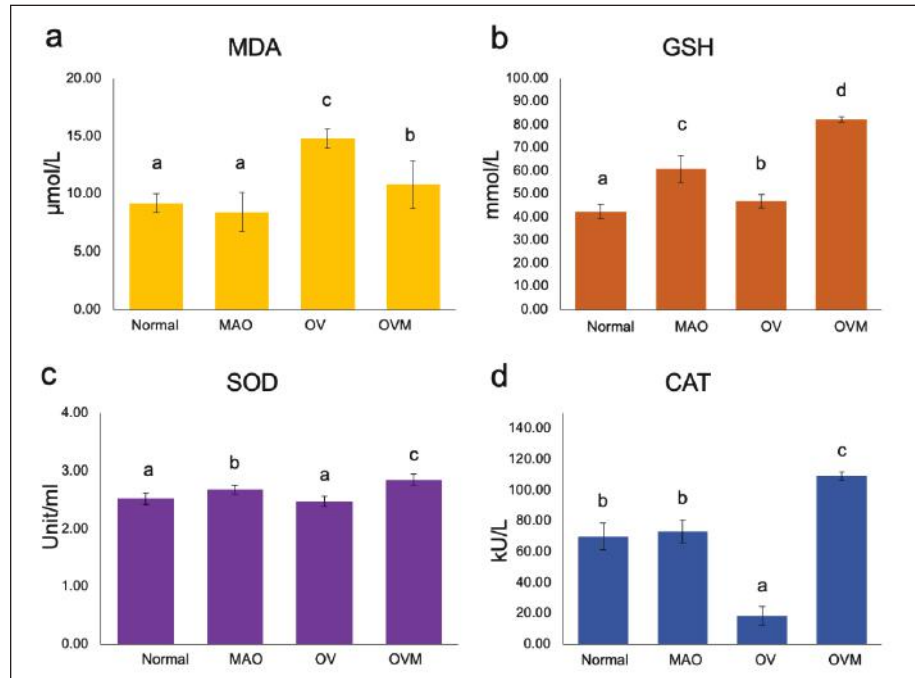 a
MDA
20.00
15.00
10.00
5.00
0.00
µmol/L
a
a
c
b
Normal MAO OV OVM
b
GSH
100.00
90.00
80.00
70.00
60.00
50.00
40.00
30.00
20.00
10.00
0.00
mmol/L
a
c
b
d
Normal MAO OV OVM
c
SOD
4.00
3.00
2.00
1.00
0.00
Unit/ml
a
b
a
c
Normal MAO OV OVM
d
CAT
140.00
120.00
100.00
80.00
60.00
40.00
20.00
0.00
kU/L
b
b
a
c
Normal MAO OV OVM